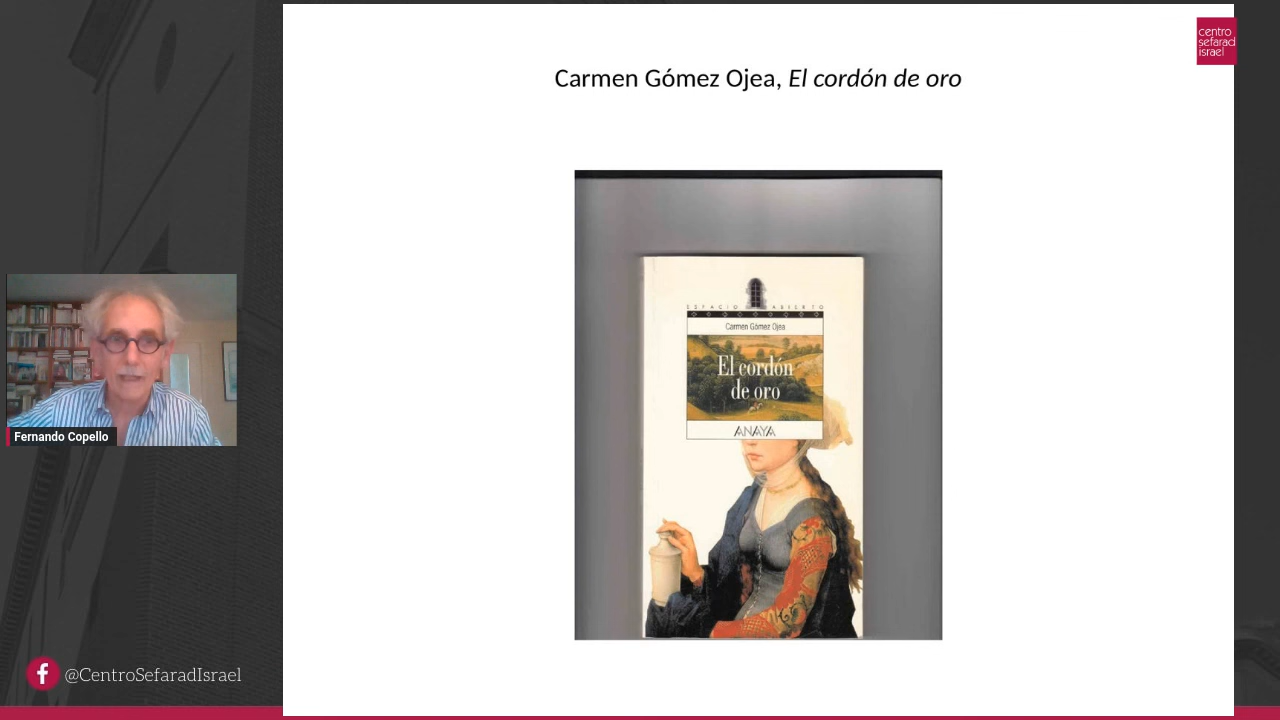 centro
sefarad
israel
Carmen Gómez Ojea, El cordón de oro
ESPACIO ABIERTO
Carmen Gómez Ojea
El cordón
de oro
ANAYA
Fernando Copello
@CentroSefaradIsrael